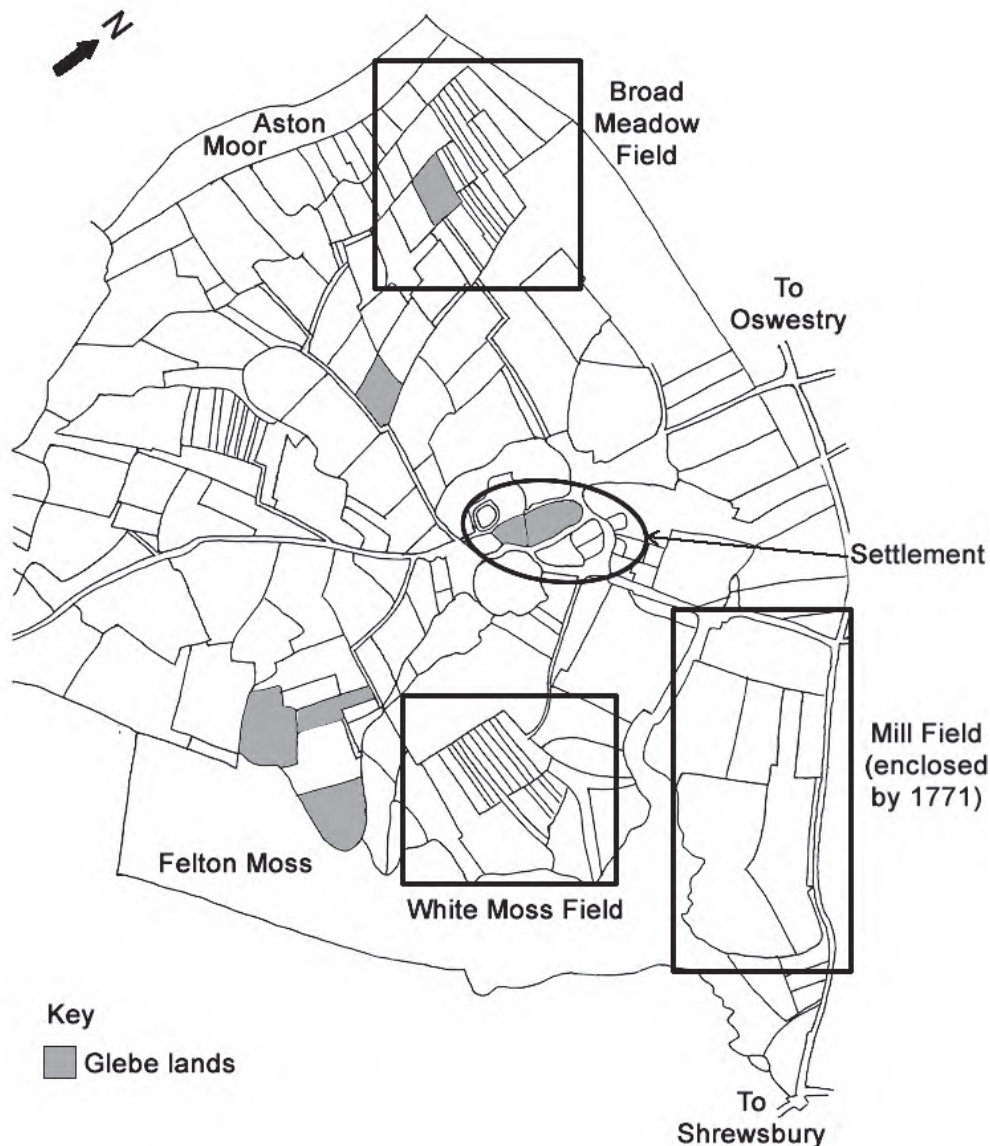 N
Broad
Meadow
Field
Aston
Moor
To
Oswestry
Settlement
Mill Field
(enclosed
by 1771)
Felton Moss
White Moss Field
Key
Glebe lands
To
Shrewsbury